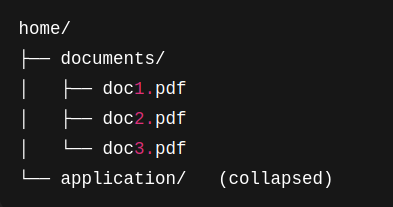 home/
├── documents/
│   ├── doc1.pdf
│   ├── doc2.pdf
│   └── doc3.pdf
└── application/   (collapsed)